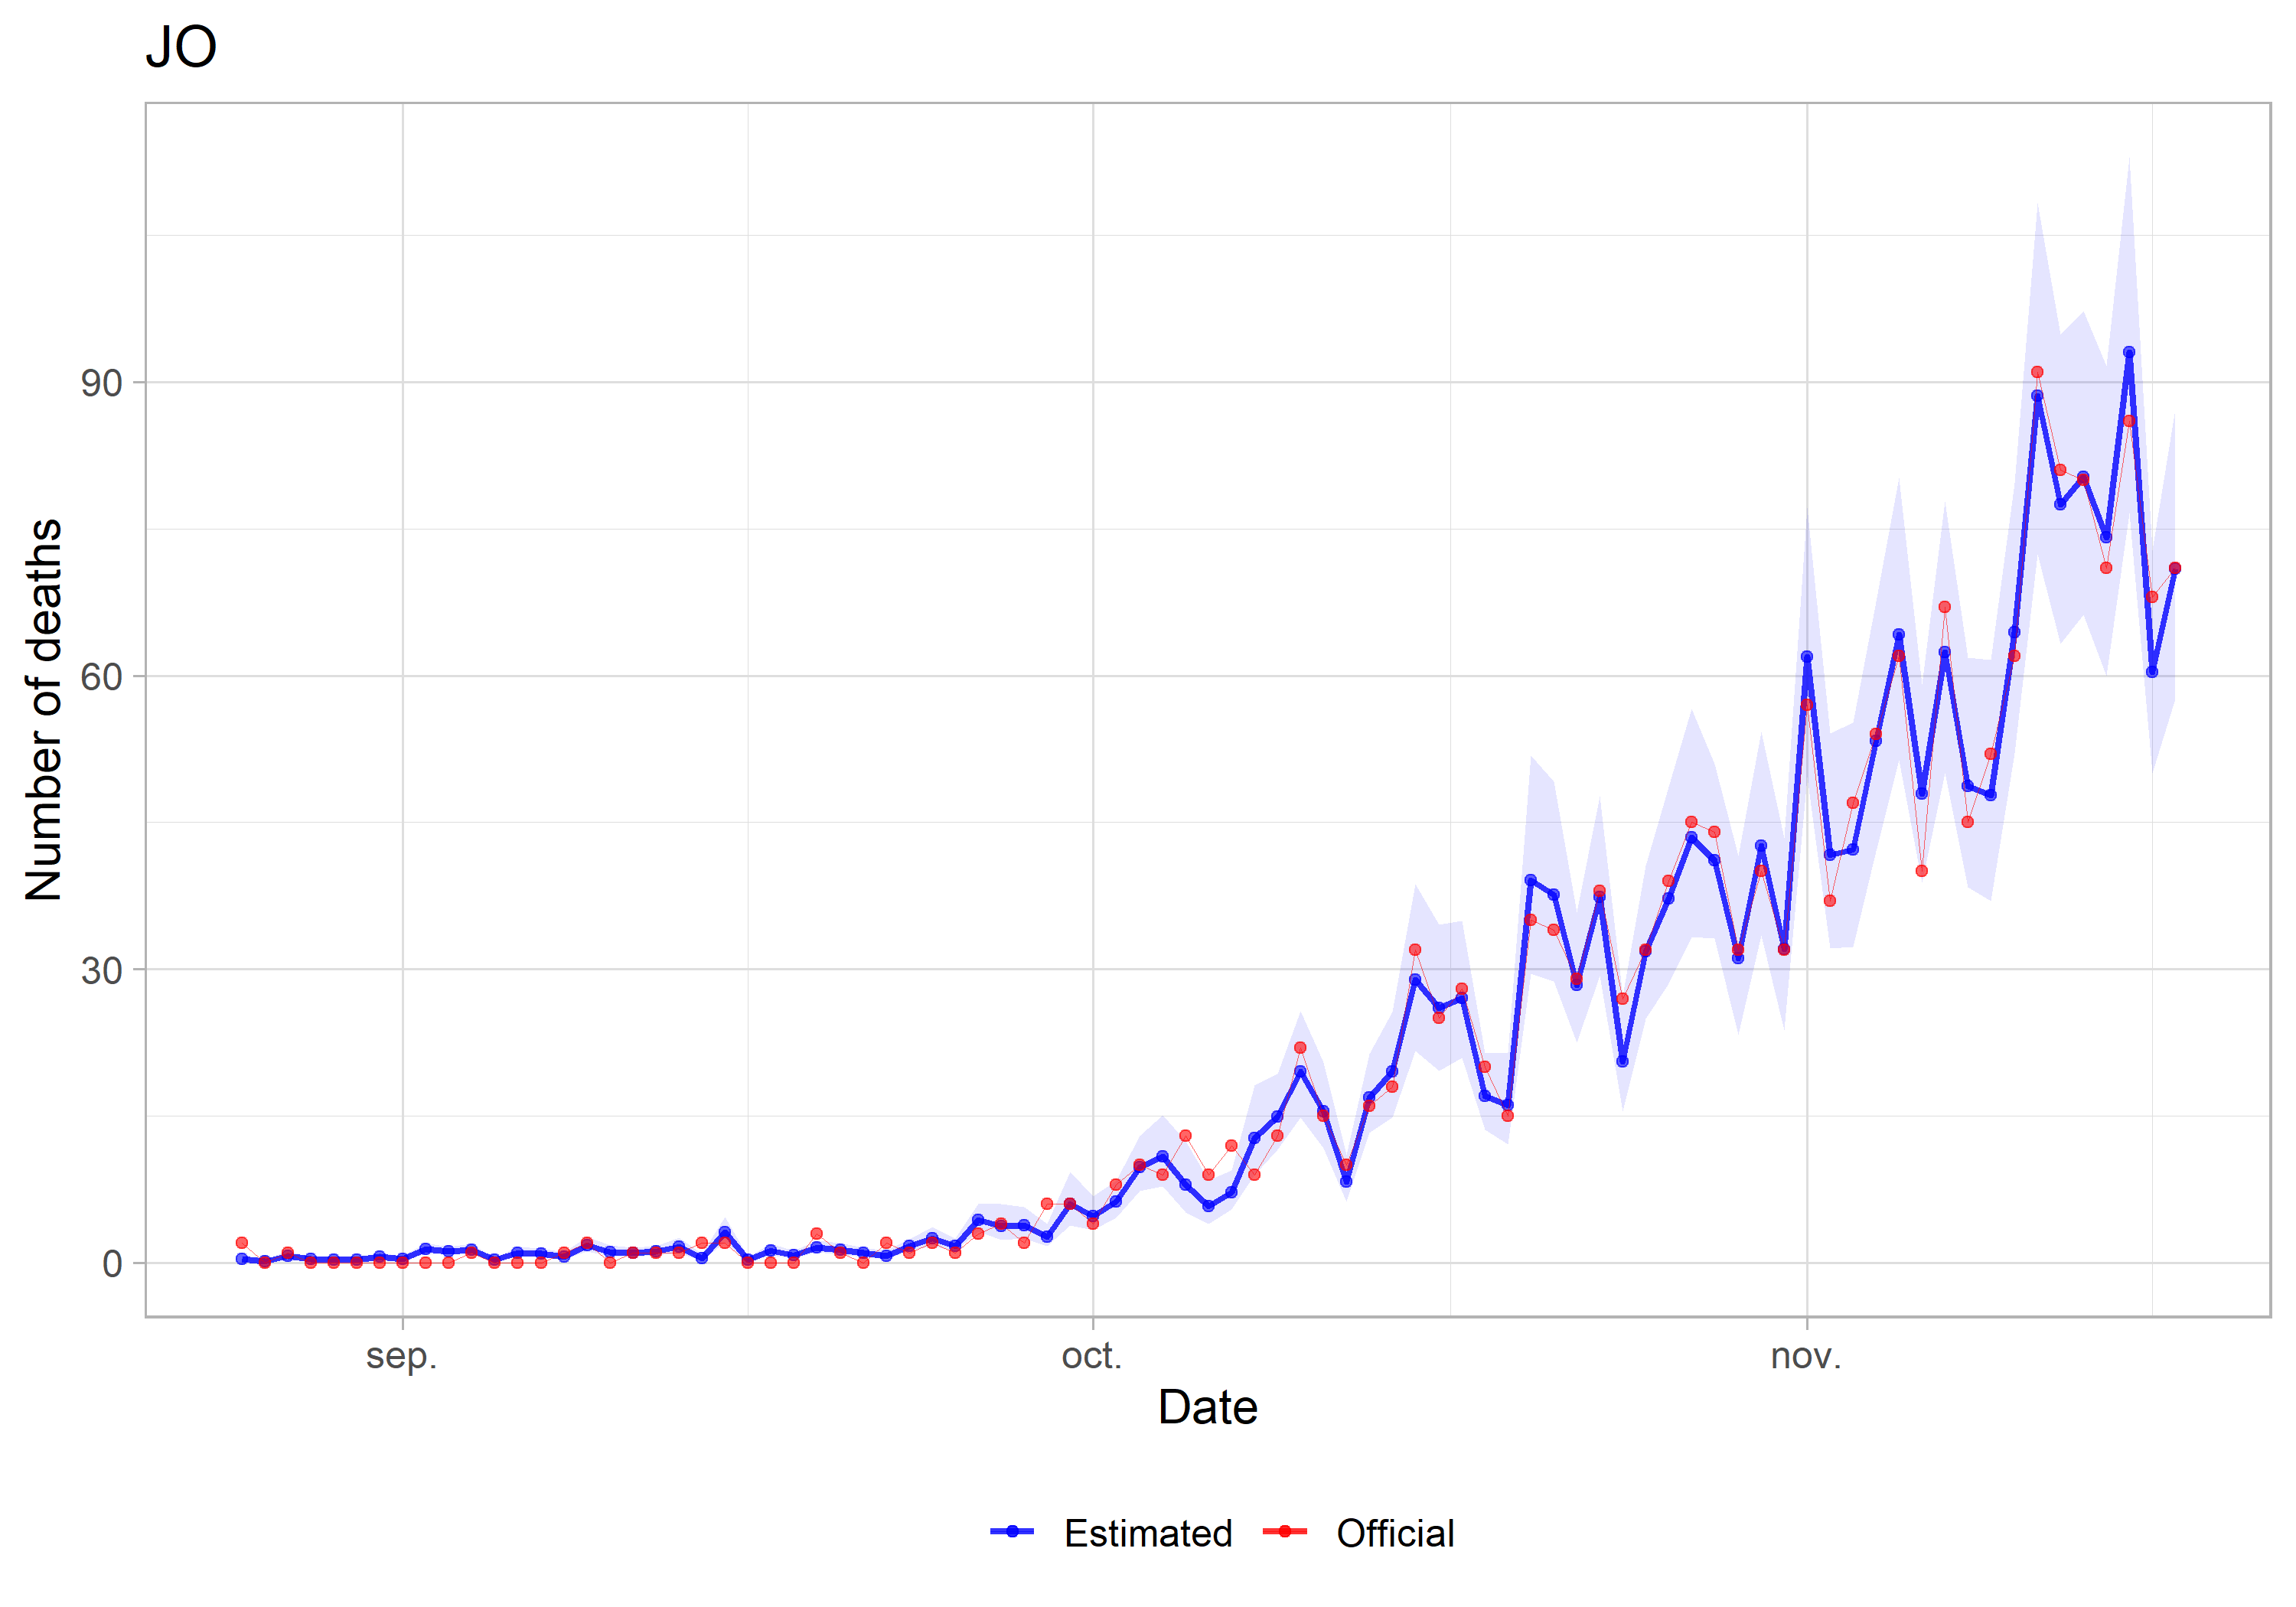 JO
Number of deaths
90
60
30
0
sep.
oct.
nov.
Date
Estimated
Official